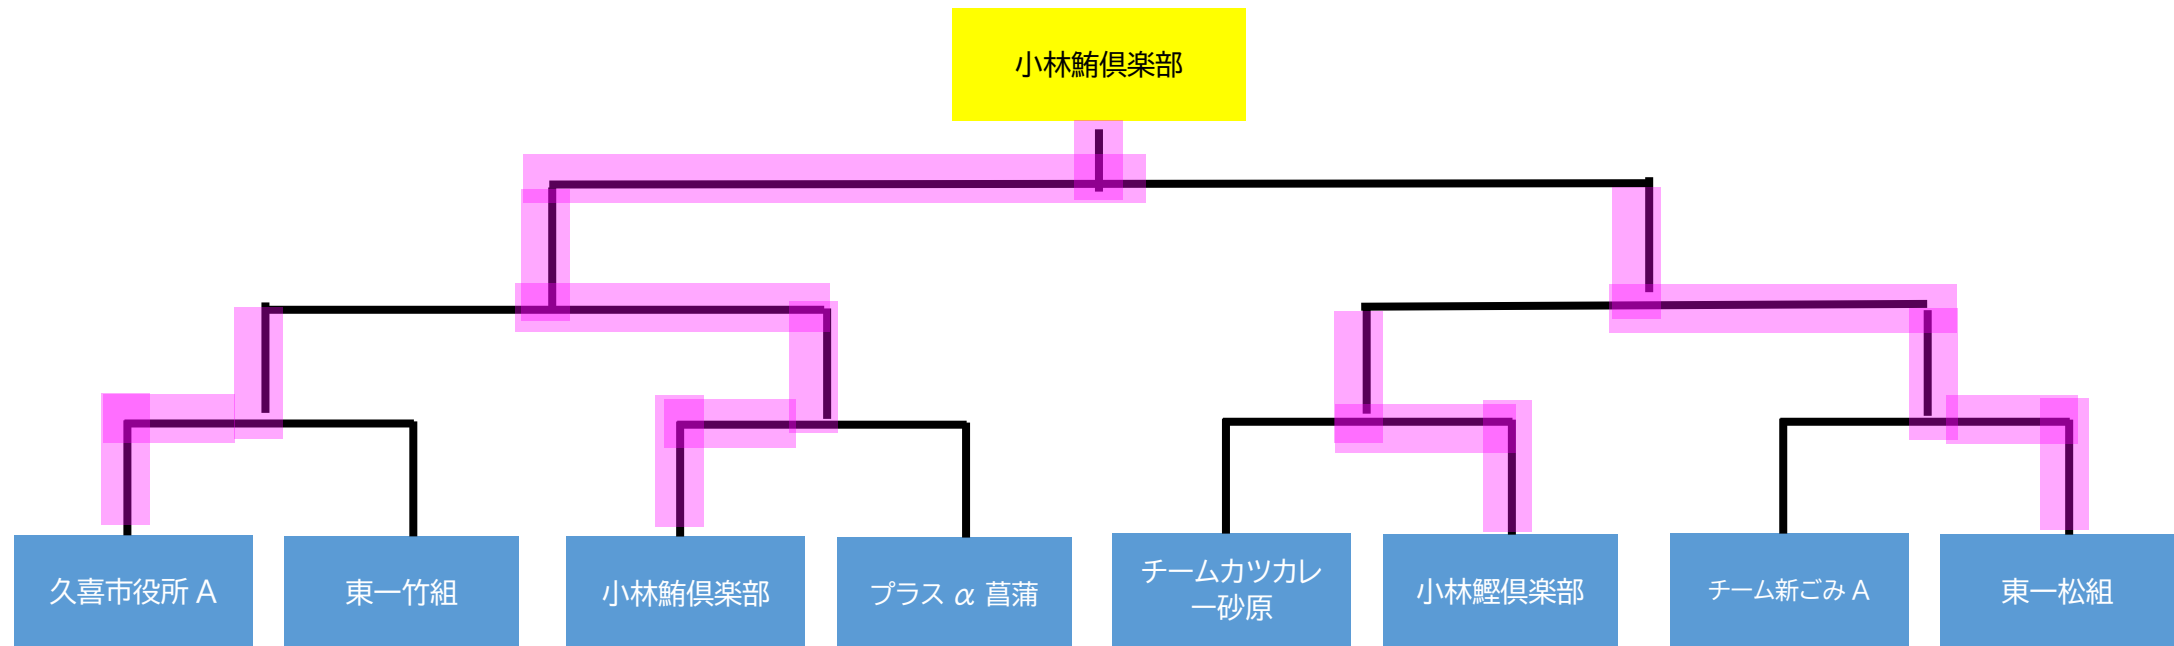 小林鮪倶楽部
久喜市役所 A
東一竹組
小林鮪倶楽部
プラス α 菖蒲
チームカツカレ
ー砂原
小林鰹倶楽部
チーム新ごみ A
東一松組